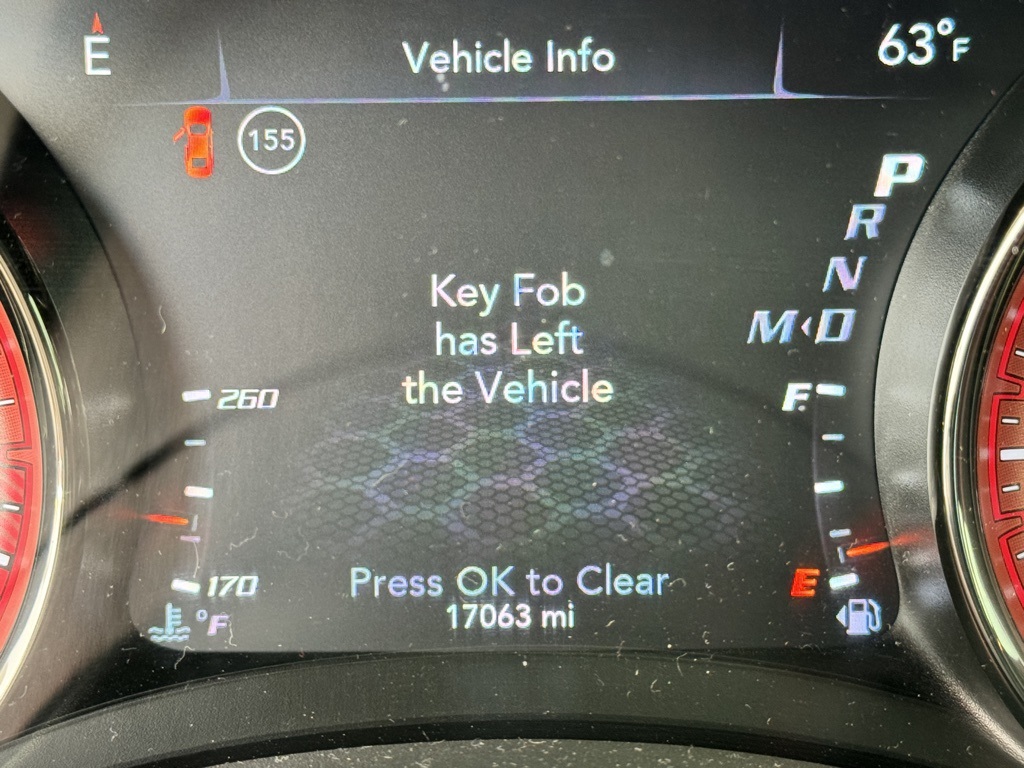 E
Vehicle Info
63°F
155
P
R
N
M D
Key Fob
has Left
the Vehicle
260
F
170
E
°F
Press OK to Clear
17063 mi